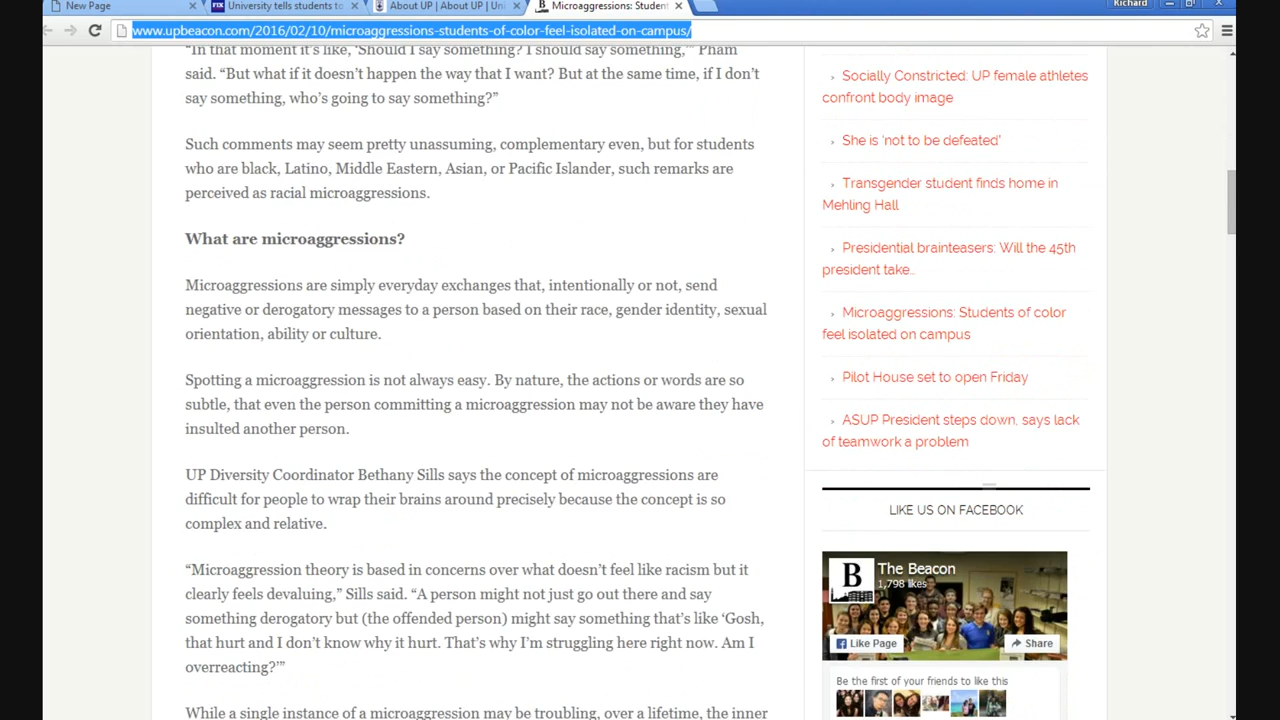 New Page
University tells students to
About UP | About UP | Uni
Microaggressions: Student
Richard
www.upbeacon.com/2016/02/10/microaggressions-students-of-color-feel-isolated-on-campus/
“In that moment it’s like, ‘Should I say something? I should say something,’” Pham
said. “But what if it doesn’t happen the way that I want? But at the same time, if I don’t
say something, who’s going to say something?”
Such comments may seem pretty unassuming, complementary even, but for students
who are black, Latino, Middle Eastern, Asian, or Pacific Islander, such remarks are
perceived as racial microaggressions.
What are microaggressions?
Microaggressions are simply everyday exchanges that, intentionally or not, send
negative or derogatory messages to a person based on their race, gender identity, sexual
orientation, ability or culture.
Spotting a microaggression is not always easy. By nature, the actions or words are so
subtle, that even the person committing a microaggression may not be aware they have
insulted another person.
UP Diversity Coordinator Bethany Sills says the concept of microaggressions are
difficult for people to wrap their brains around precisely because the concept is so
complex and relative.
“Microaggression theory is based in concerns over what doesn’t feel like racism but it
clearly feels devaluing,” Sills said. “A person might not just go out there and say
something derogatory but (the offended person) might say something that’s like ‘Gosh,
that hurt and I don’t know why it hurt. That’s why I’m struggling here right now. Am I
overreacting?’”
While a single instance of a microaggression may be troubling, over a lifetime, the inner
Socially Constricted: UP female athletes
confront body image
She is ‘not to be defeated’
Transgender student finds home in
Mehling Hall
Presidential brainteasers: Will the 45th
president take…
Microaggressions: Students of color
feel isolated on campus
Pilot House set to open Friday
ASUP President steps down, says lack
of teamwork a problem
LIKE US ON FACEBOOK
B
The Beacon
1,798 likes
Like Page
Share
Be the first of your friends to like this